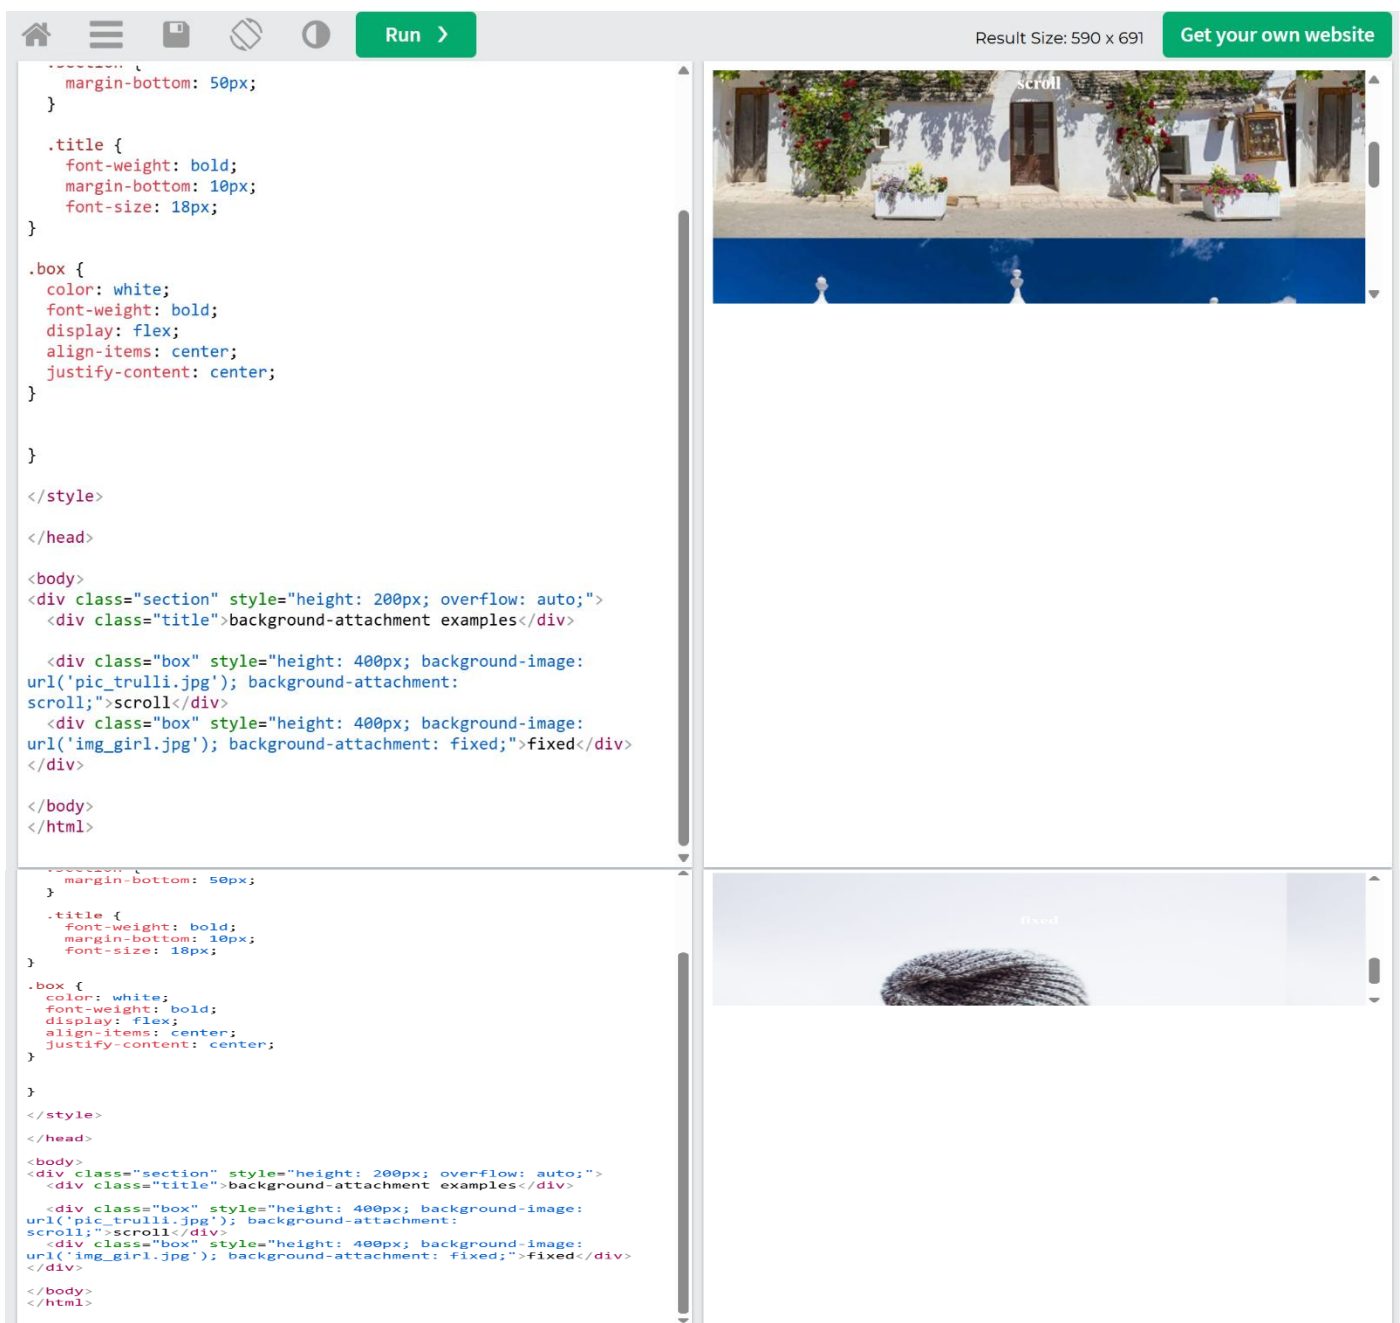 Run ❯
Result Size: 590 x 691
Get your own website
.section {
margin-bottom: 50px;
}
.title {
font-weight: bold;
margin-bottom: 10px;
font-size: 18px;
}
.box {
color: white;
font-weight: bold;
display: flex;
align-items: center;
justify-content: center;
}
}
</style>
</head>
<body>
<div class="section" style="height: 200px; overflow: auto;">
<div class="title">background-attachment examples</div>
<div class="box" style="height: 400px; background-image:
url('pic_trulli.jpg'); background-attachment:
scroll;">scroll</div>
<div class="box" style="height: 400px; background-image:
url('img_girl.jpg'); background-attachment: fixed;">fixed</div>
</div>
</body>
</html>
scroll
.section {
margin-bottom: 50px;
}
.title {
font-weight: bold;
margin-bottom: 10px;
font-size: 18px;
}
.box {
color: white;
font-weight: bold;
display: flex;
align-items: center;
justify-content: center;
}
}
</style>
</head>
<body>
<div class="section" style="height: 200px; overflow: auto;">
<div class="title">background-attachment examples</div>
<div class="box" style="height: 400px; background-image:
url('pic_trulli.jpg'); background-attachment:
scroll;">scroll</div>
<div class="box" style="height: 400px; background-image:
url('img_girl.jpg'); background-attachment: fixed;">fixed</div>
</div>
</body>
</html>
fixed